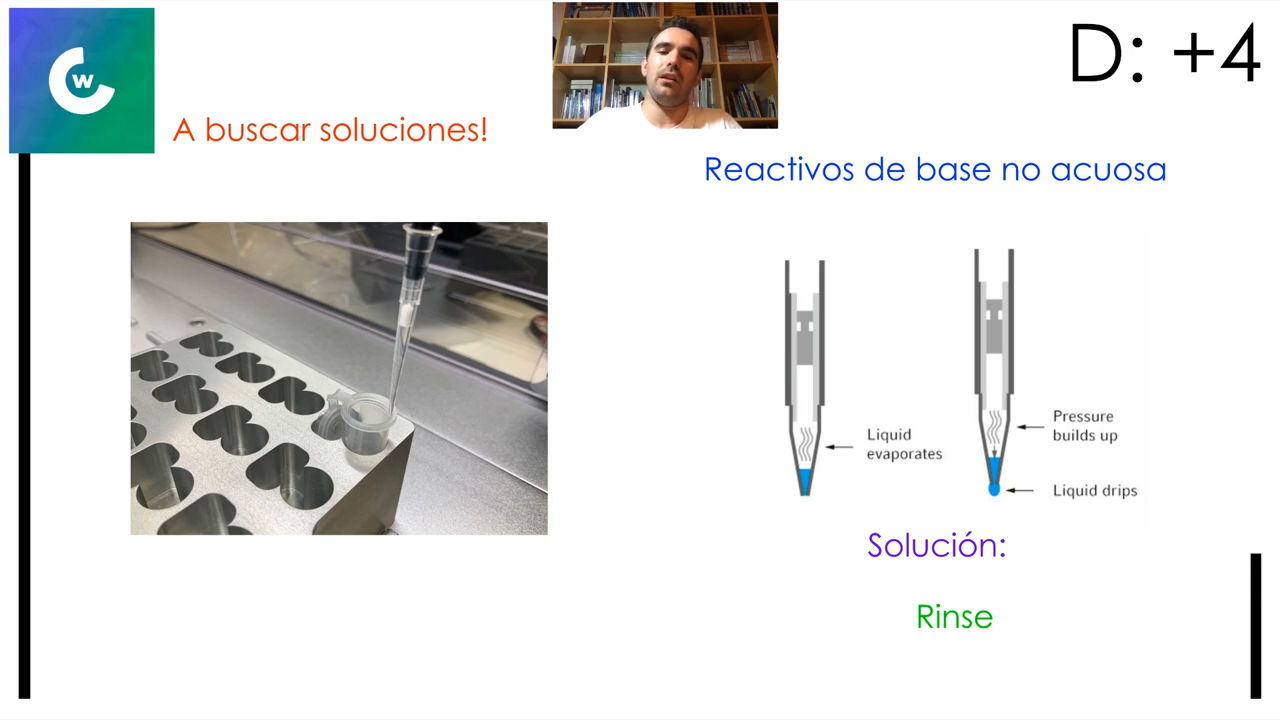 W
D: +4
A buscar soluciones!
Reactivos de base no acuosa
Liquid
evaporates
Pressure
builds up
Liquid drips
Solución:
Rinse